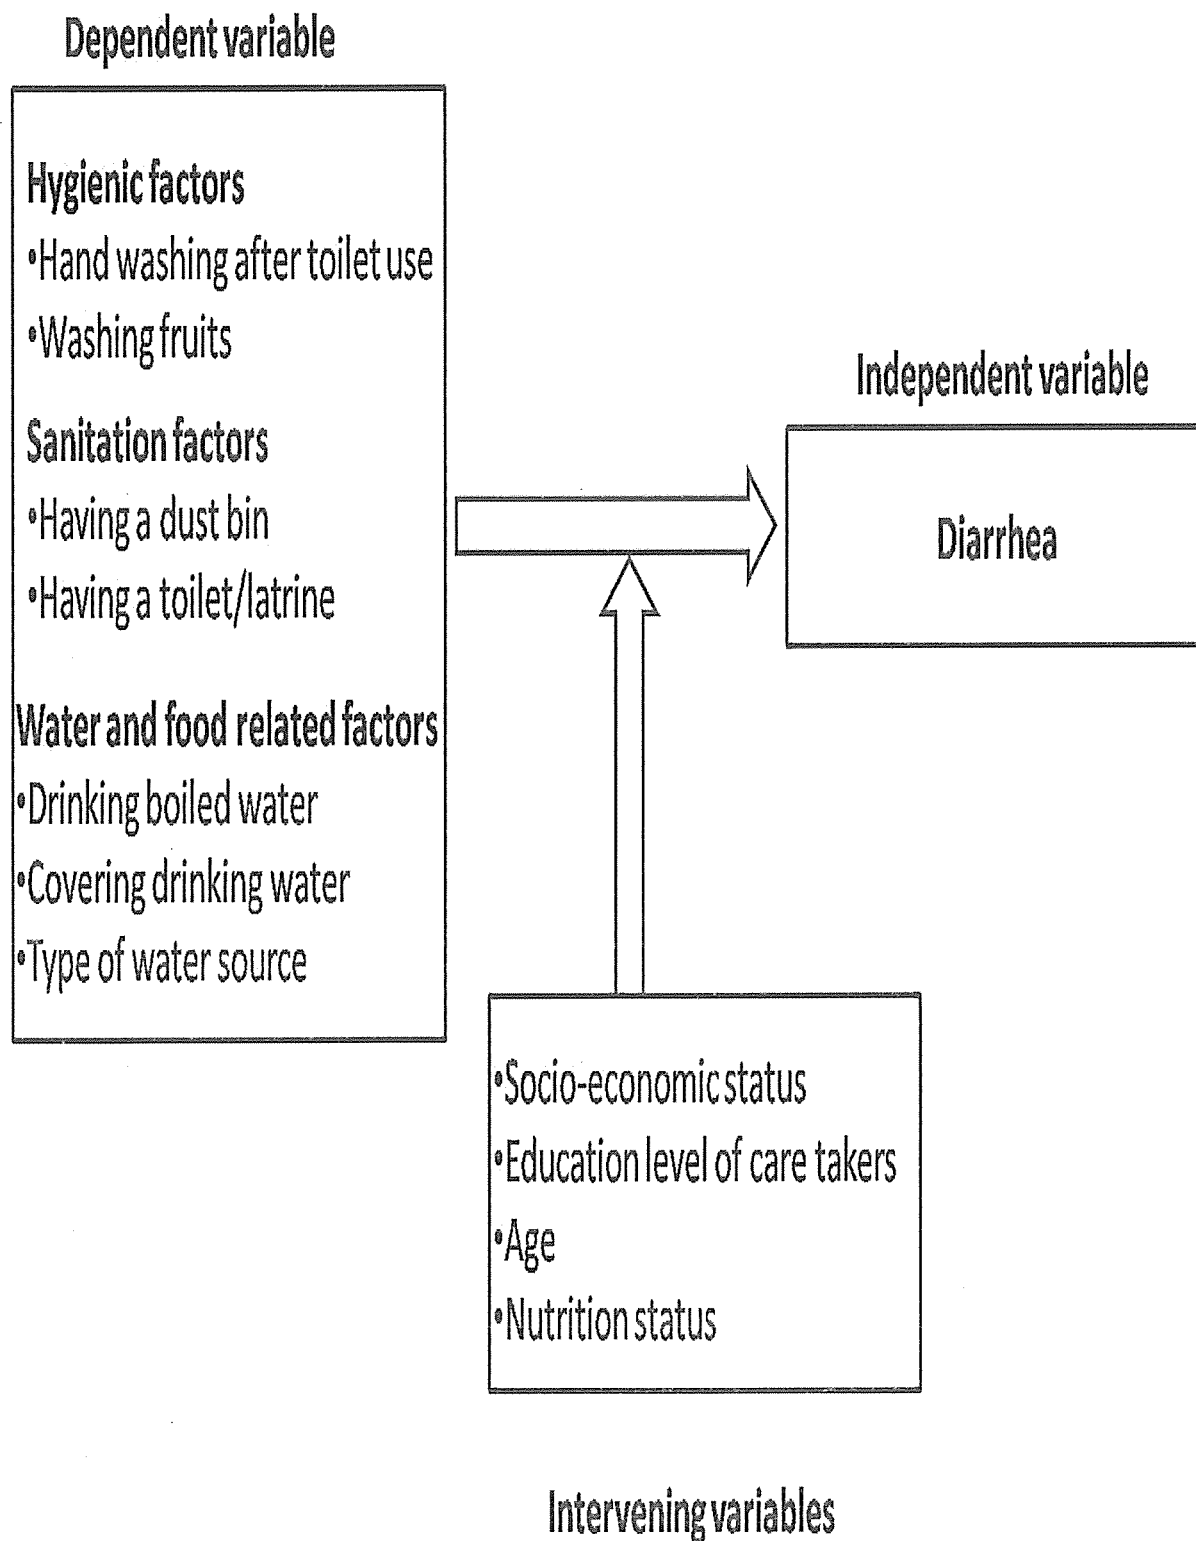 Dependent variable
Hygienic factors
•Hand washing after toilet use
•Washing fruits
Sanitation factors
•Having a dust bin
•Having a toilet/latrine
Water and food related factors
•Drinking boiled water
•Covering drinking water
•Type of water source
Independent variable
Diarrhea
•Socio-economic status
•Education level of care takers
•Age
•Nutrition status
Intervening variables